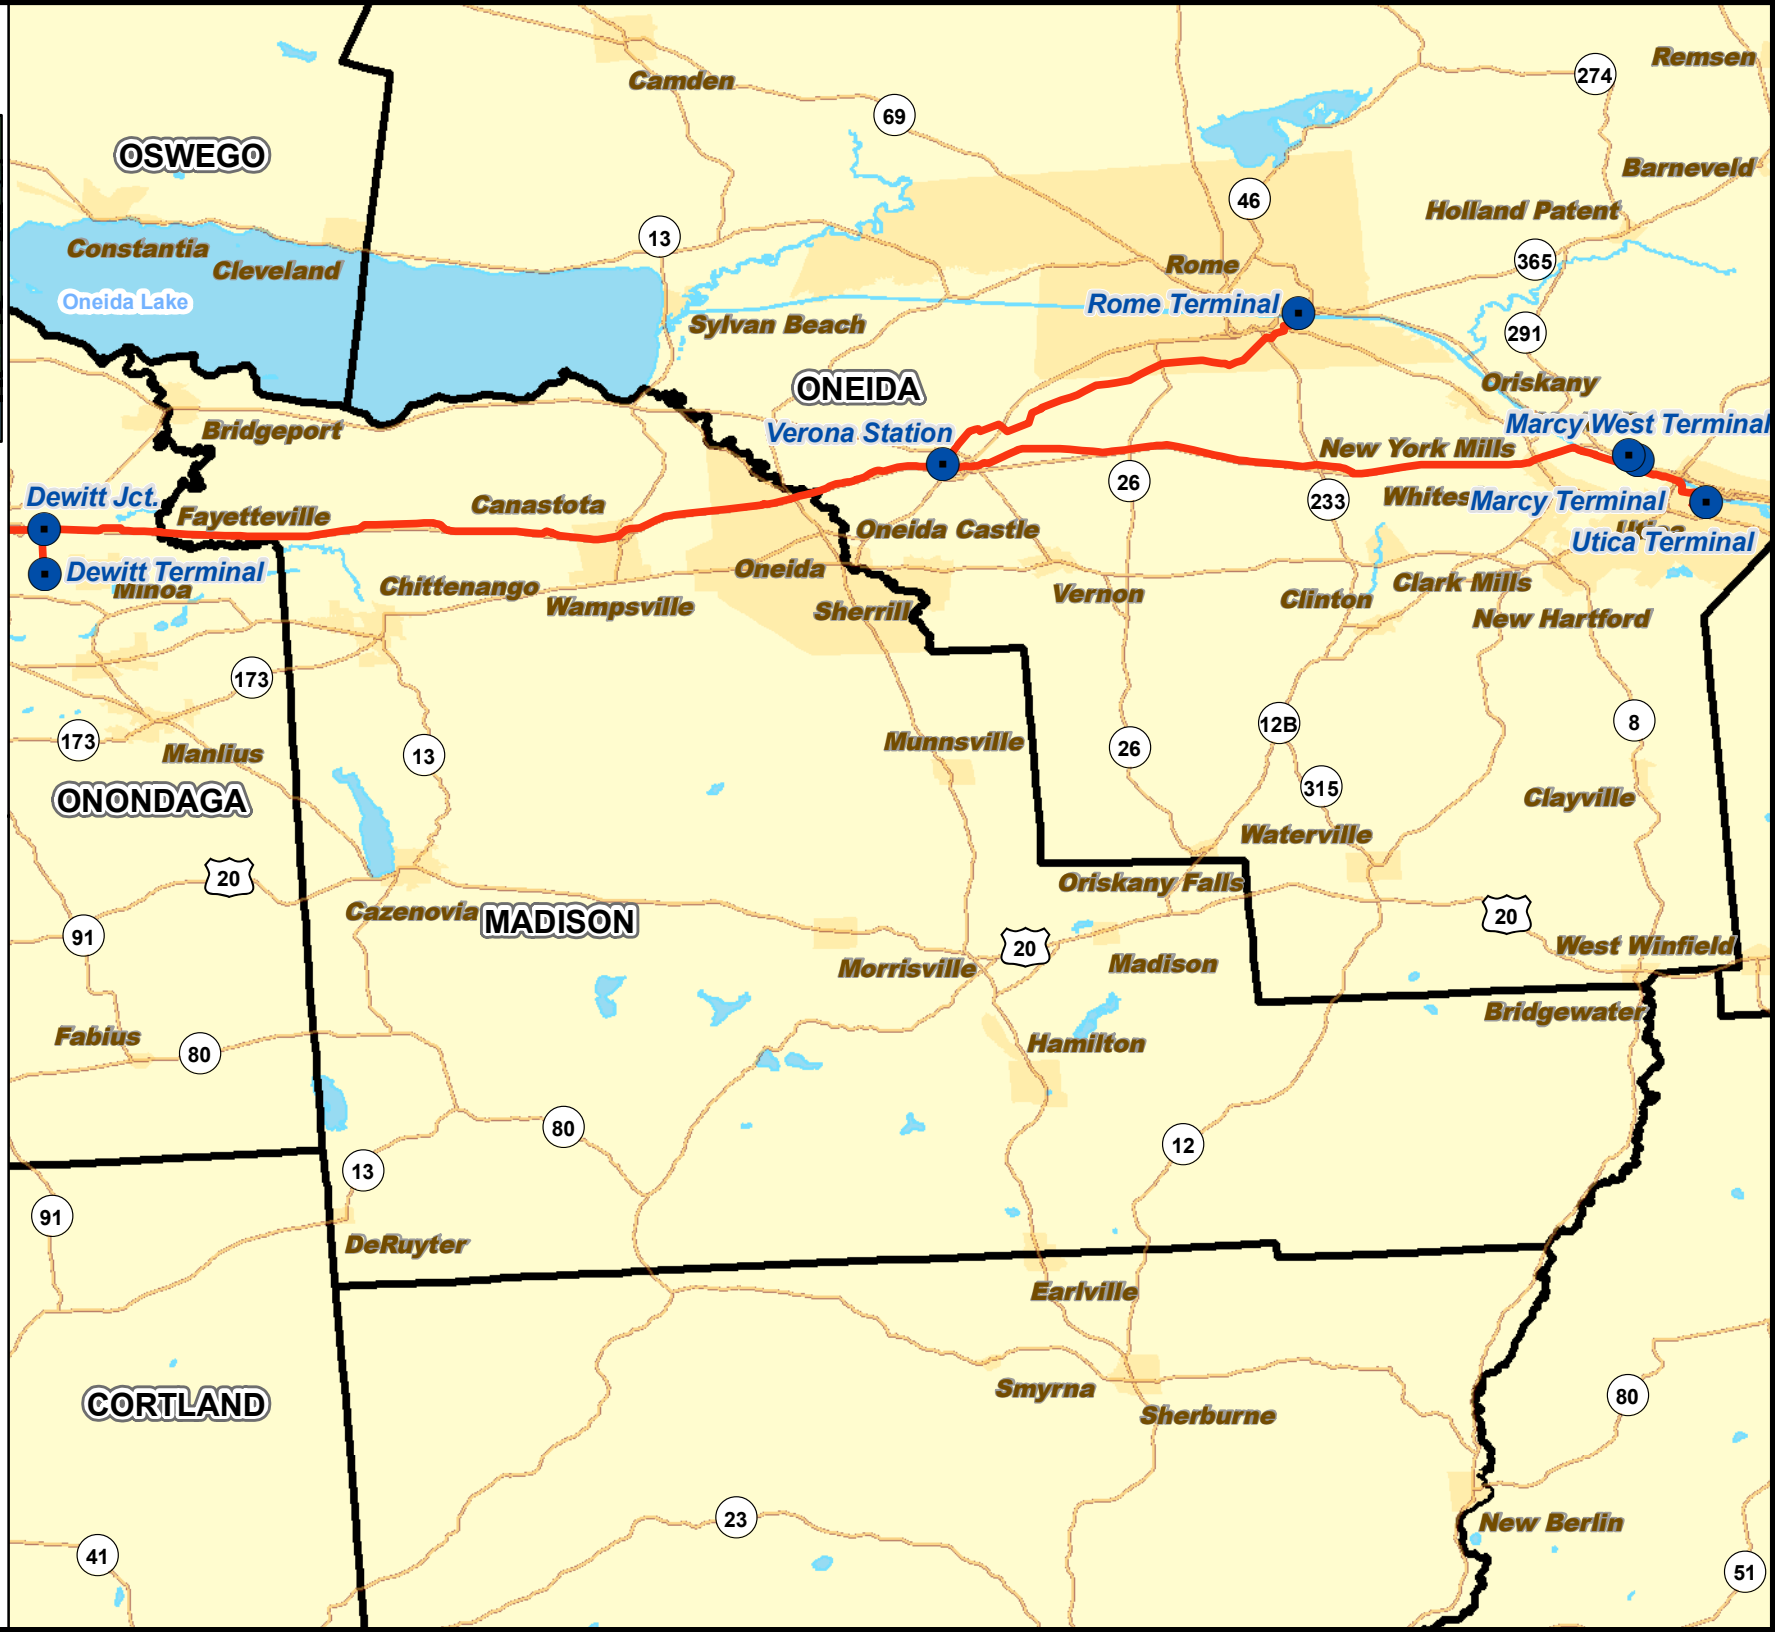 Remsen
274
Camden
69
OSWEGO
Barneveld
46
Holland Patent
13
Constantia
Cleveland
Rome
365
Oneida Lake
Rome Terminal
Sylvan Beach
291
ONEIDA
Oriskany
Bridgeport
Verona Station
Marcy West Terminal
New York Mills
26
Dewitt Jct.
Canastota
233
Whites
Marcy Terminal
Fayetteville
Oneida Castle
Utica
Utica Terminal
Dewitt Terminal
Minoa
Chittenango
Oneida
Wampsville
Sherrill
Vernon
Clinton
Clark Mills
New Hartford
173
173
13
Manlius
Munnsville
26
12B
8
315
ONONDAGA
Clayville
Waterville
20
Oriskany Falls
Cazenovia
MADISON
20
91
20
West Winfield
Morrisville
Madison
Bridgewater
Fabius
80
Hamilton
80
12
13
91
DeRuyter
Earlville
Smyrna
80
CORTLAND
Sherburne
23
New Berlin
41
51